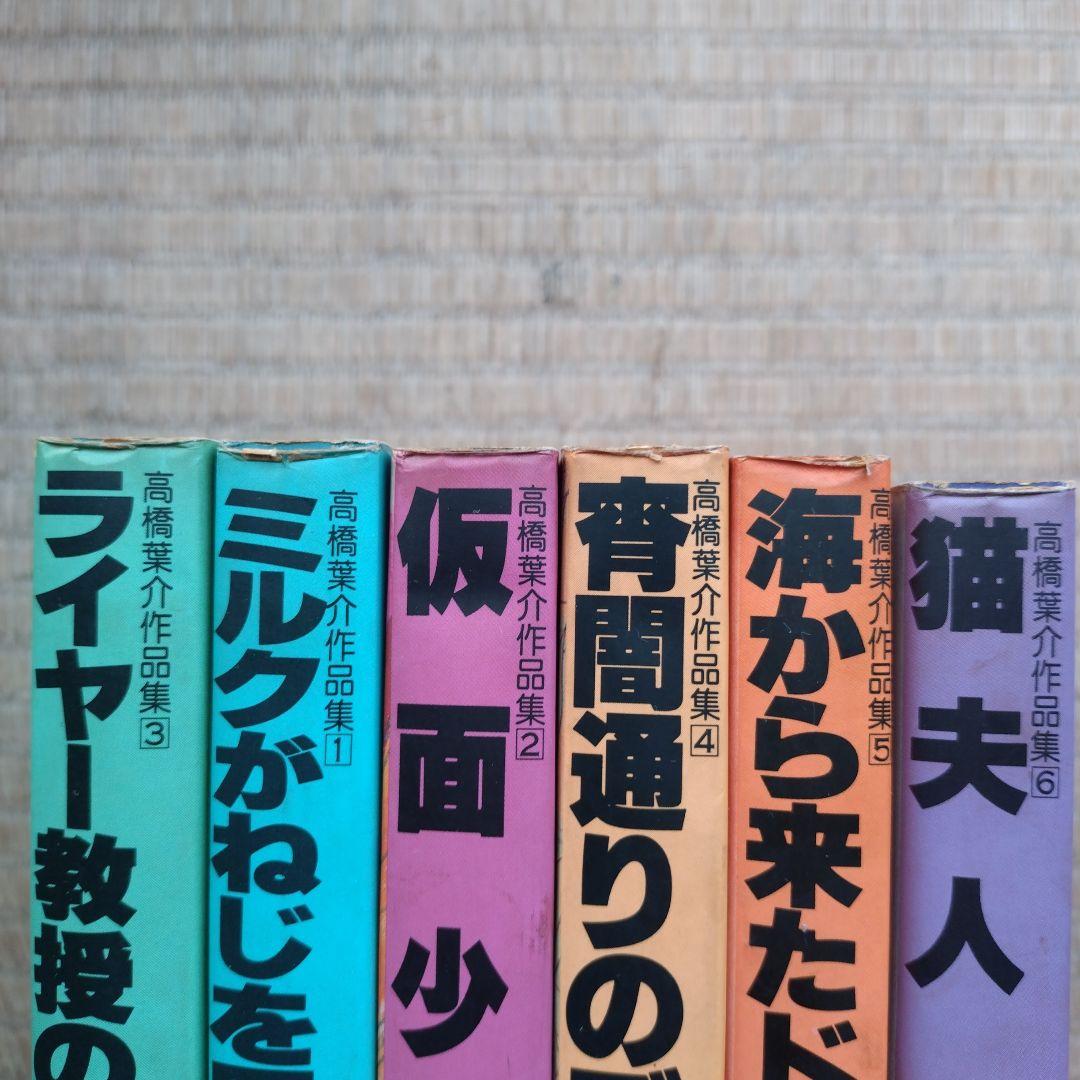 高橋葉介作品集3
ライヤー教授の
高橋葉介作品集1
ミルクがねじを
高橋葉介作品集2
仮面少
高橋葉介作品集4
宵闇通りの
高橋葉介作品集5
海から来たド
高橋葉介作品集6
猫夫人